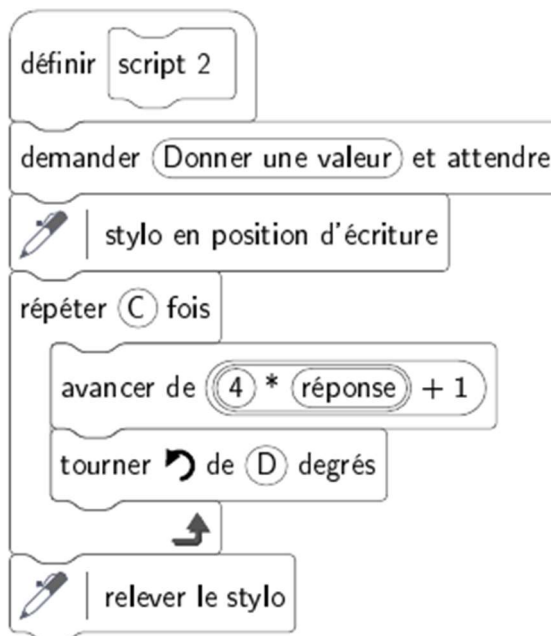 définir script 2
demander Donner une valeur et attendre
stylo en position d'écriture
répéter C fois
avancer de 4 * réponse + 1
tourner de D degrés
relever le stylo